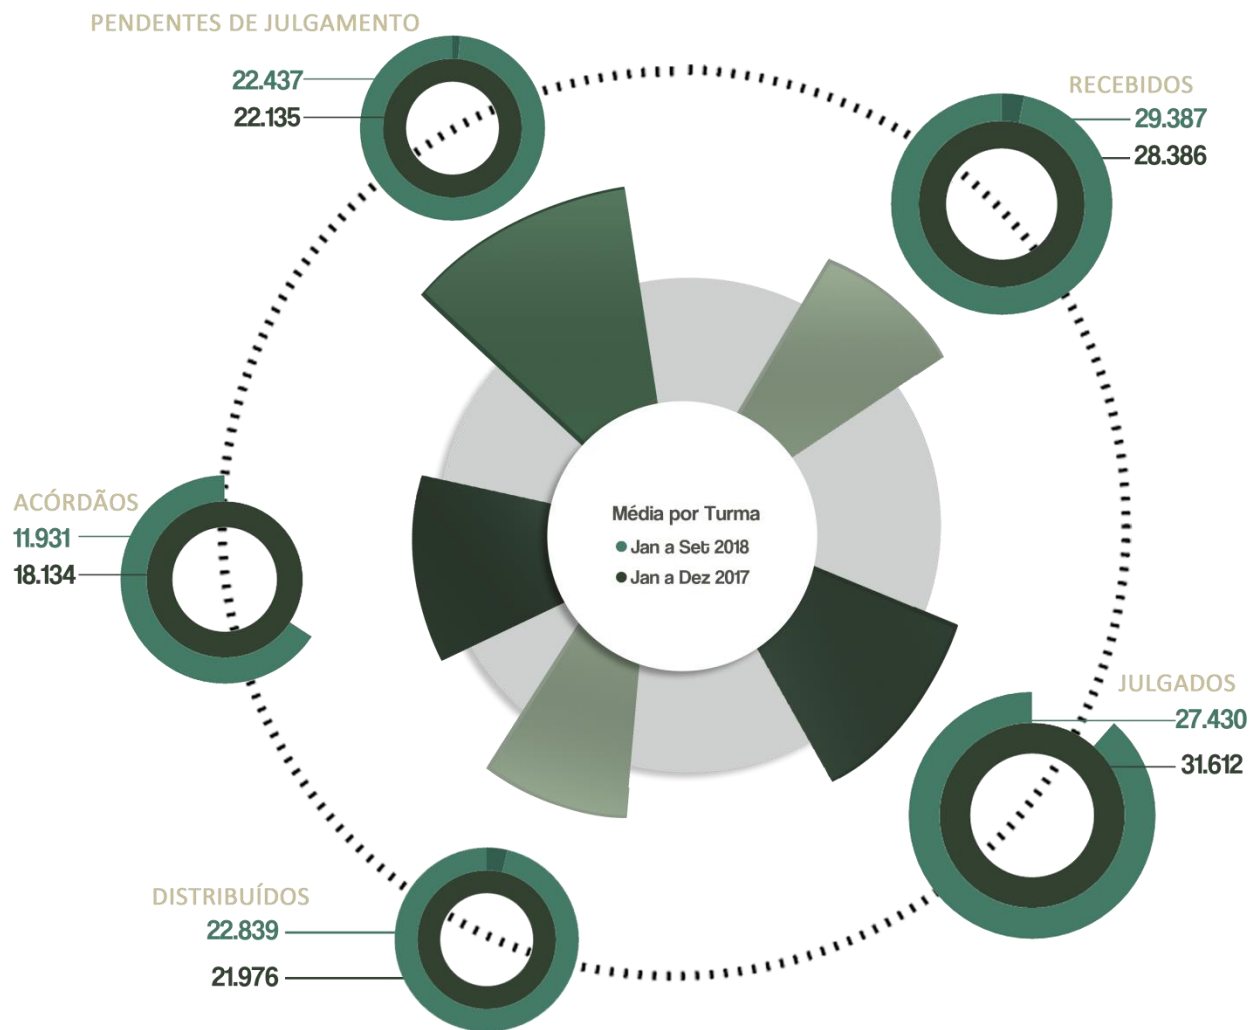 PENDENTES DE JULGAMENTO
22.437
22.135
RECEBIDOS
29.387
28.386
ACÓRDÃOS
11.931
18.134
Média por Turma
Jan a Set 2018
Jan a Dez 2017
JULGADOS
27.430
31.612
DISTRIBUÍDOS
22.839
21.976